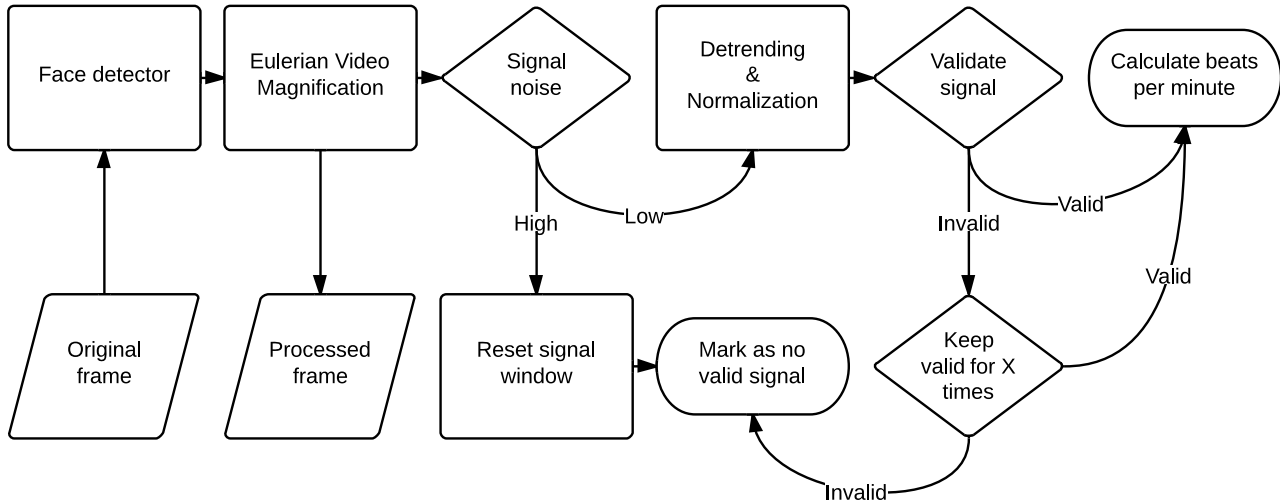 Face detector
Eulerian Video
Magnification
Signal
noise
Detrending
&
Normalization
Validate
signal
Calculate beats
per minute
High
Low
Invalid
Valid
Valid
Original
frame
Processed
frame
Reset signal
window
Mark as no
valid signal
Keep
valid for X
times
Invalid